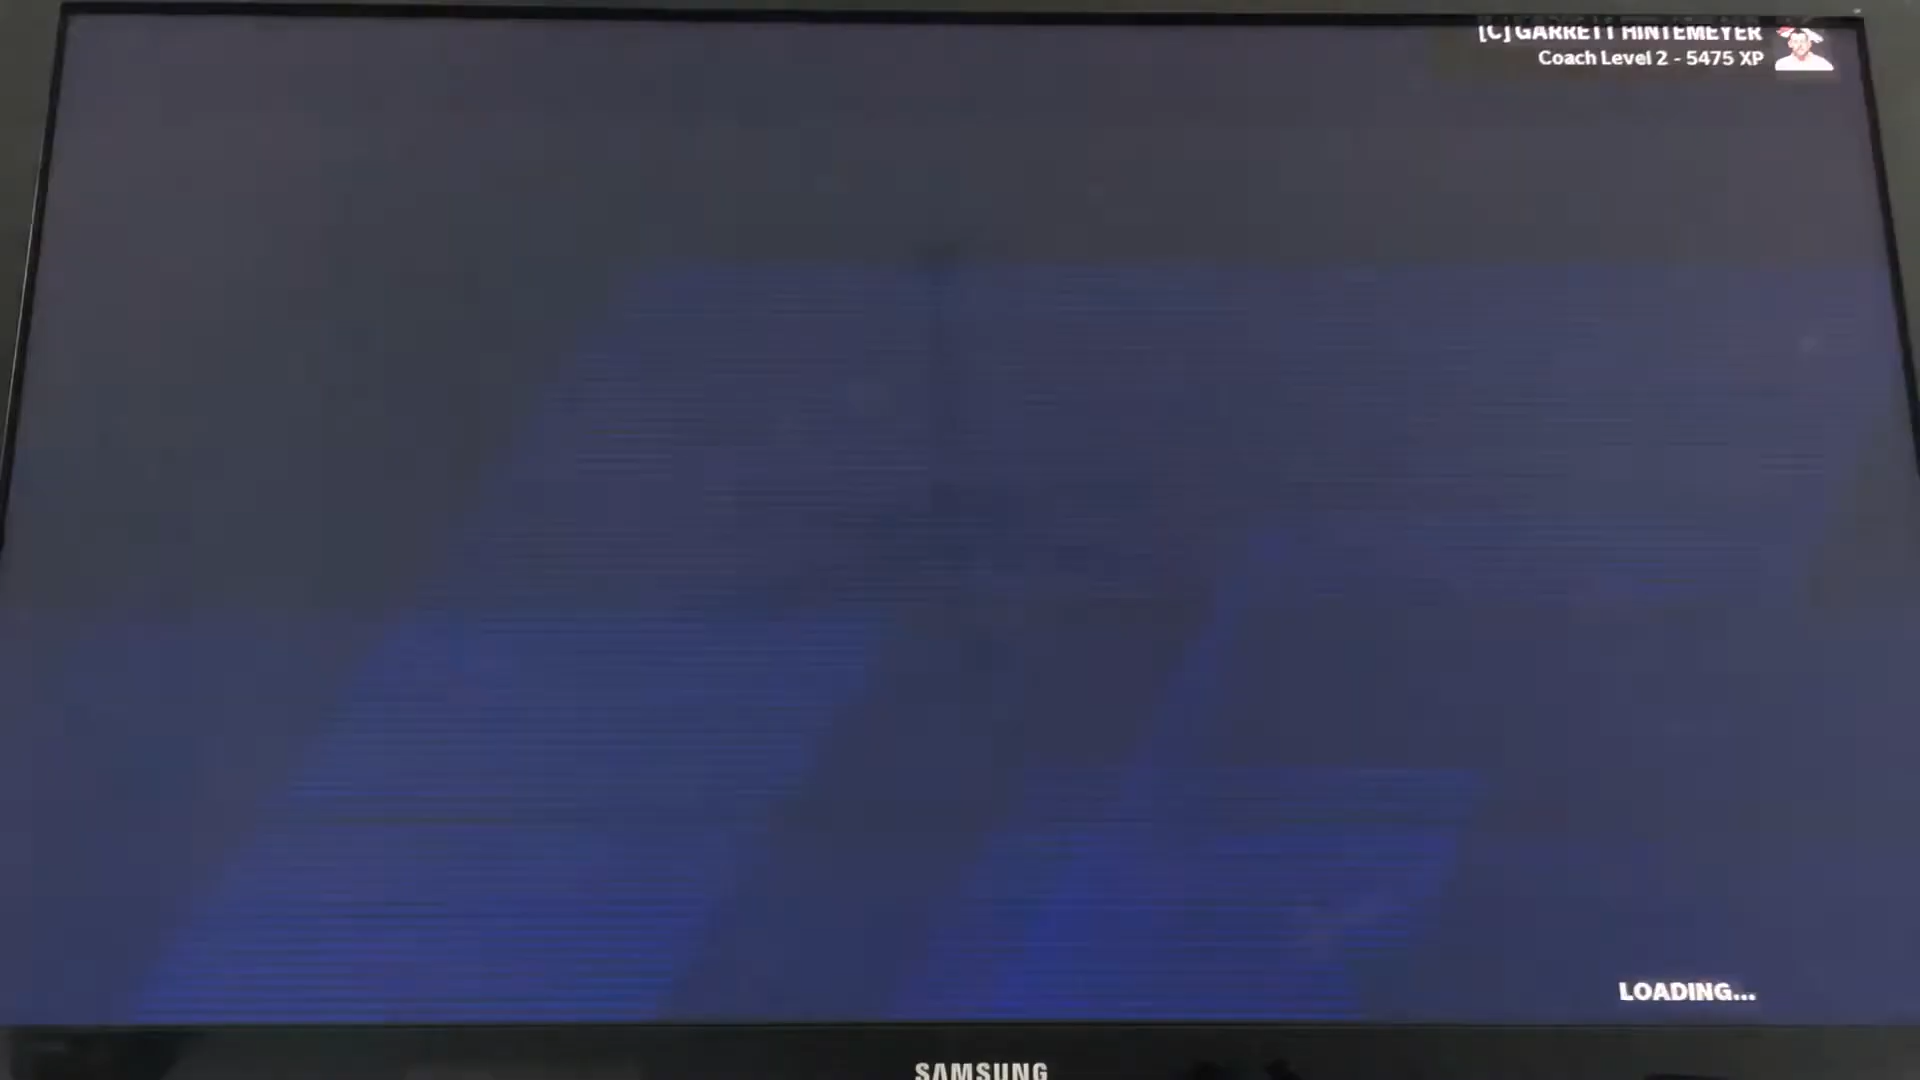 [C] GARRETT HINTEMEYER
Coach Level 2 - 5475 XP
LOADING...
SAMSUNG